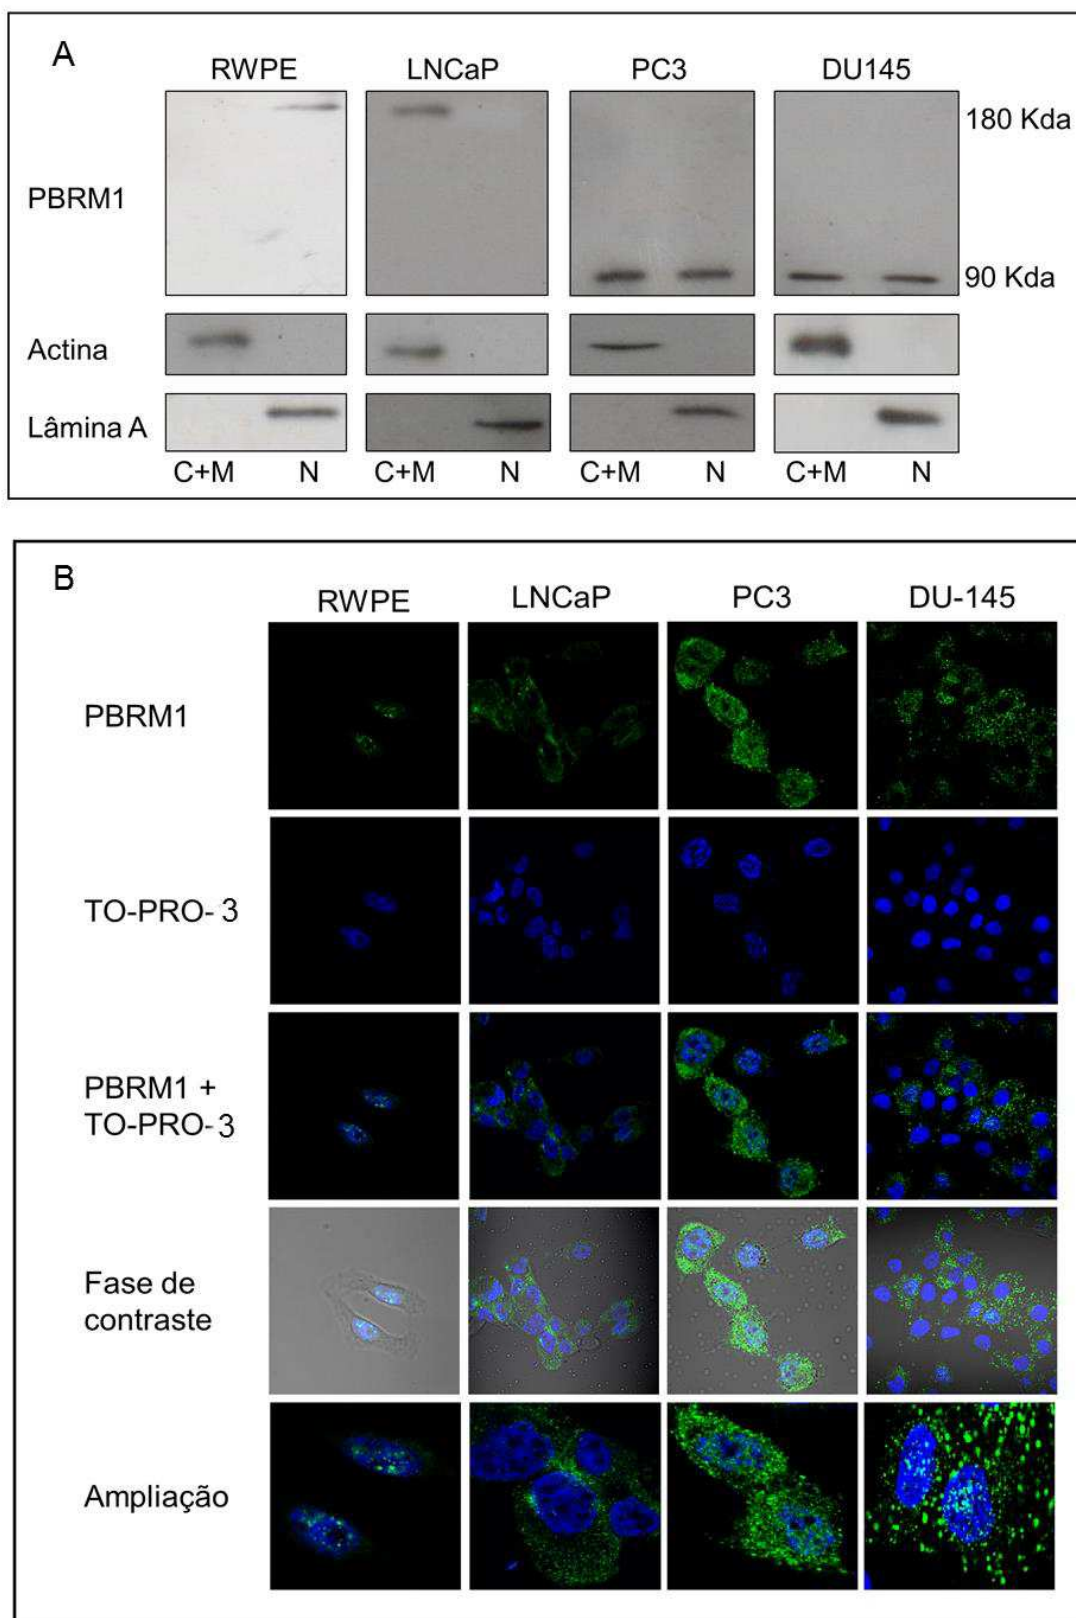 A
RWPE LNCaP PC3 DU145
180 Kda
PBRM1
90 Kda
Actina
Lâmina A
C+M N C+M N C+M N C+M N
B
RWPE LNCaP PC3 DU-145
PBRM1
TO-PRO-3
PBRM1 +
TO-PRO-3
Fase de
contraste
Ampliação